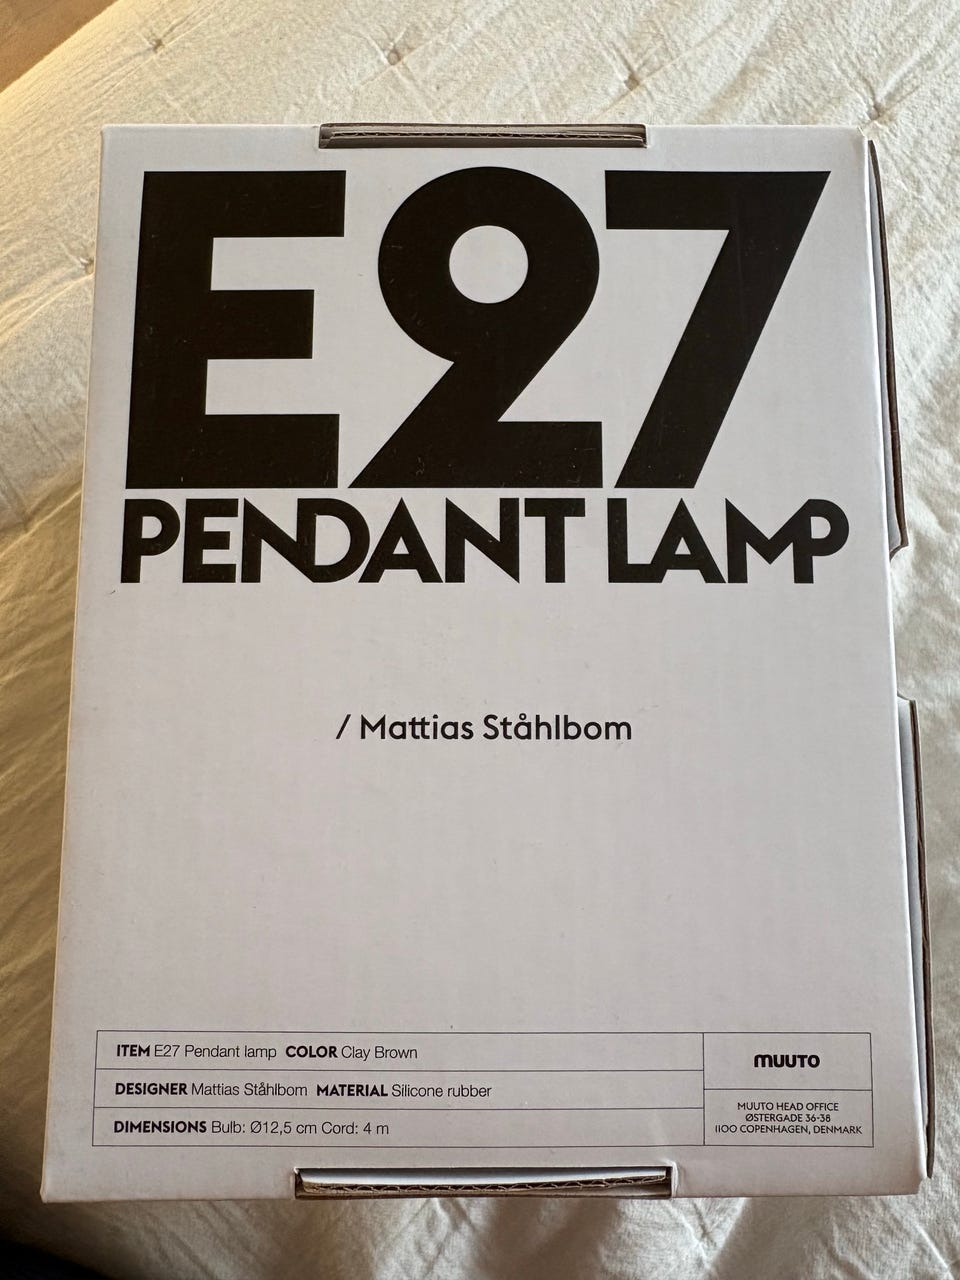 E27
PENDANT LAMP
/ Mattias Ståhlbom
ITEM E27 Pendant lamp COLOR Clay Brown
DESIGNER Mattias Ståhlbom MATERIAL Silicone rubber
DIMENSIONS Bulb: Ø12,5 cm Cord: 4 m
muuto
MUUTO HEAD OFFICE
ØSTERGADE 36-38
1100 COPENHAGEN, DENMARK